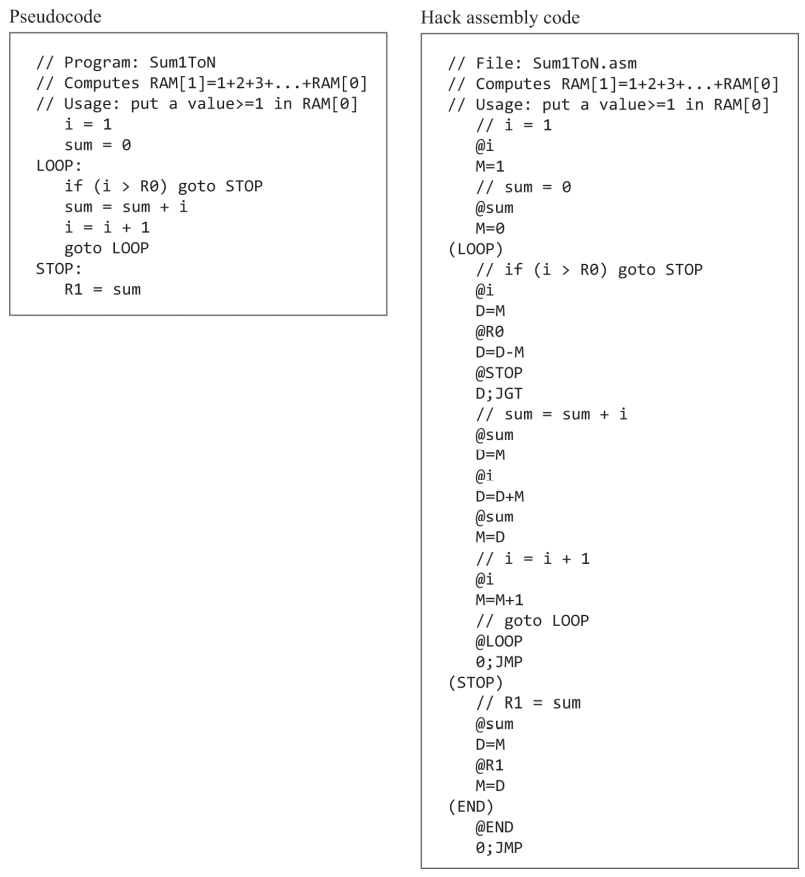 Pseudocode
// Program: Sum1ToN
// Computes RAM[1]=1+2+3+...+RAM[0]
// Usage: put a value>=1 in RAM[0]
i = 1
sum = 0
LOOP:
if (i > R0) goto STOP
sum = sum + i
i = i + 1
goto LOOP
STOP:
R1 = sum
Hack assembly code
// File: Sum1ToN.asm
// Computes RAM[1]=1+2+3+...+RAM[0]
// Usage: put a value>=1 in RAM[0]
// i = 1
@i
M=1
// sum = 0
@sum
M=0
(LOOP)
// if (i > R0) goto STOP
@i
D=M
@R0
D=D-M
@STOP
D;JGT
// sum = sum + i
@sum
D=M
@i
D=D+M
@sum
M=D
// i = i + 1
@i
M=M+1
// goto LOOP
@LOOP
0;JMP
(STOP)
// R1 = sum
@sum
D=M
@R1
M=D
(END)
@END
0;JMP